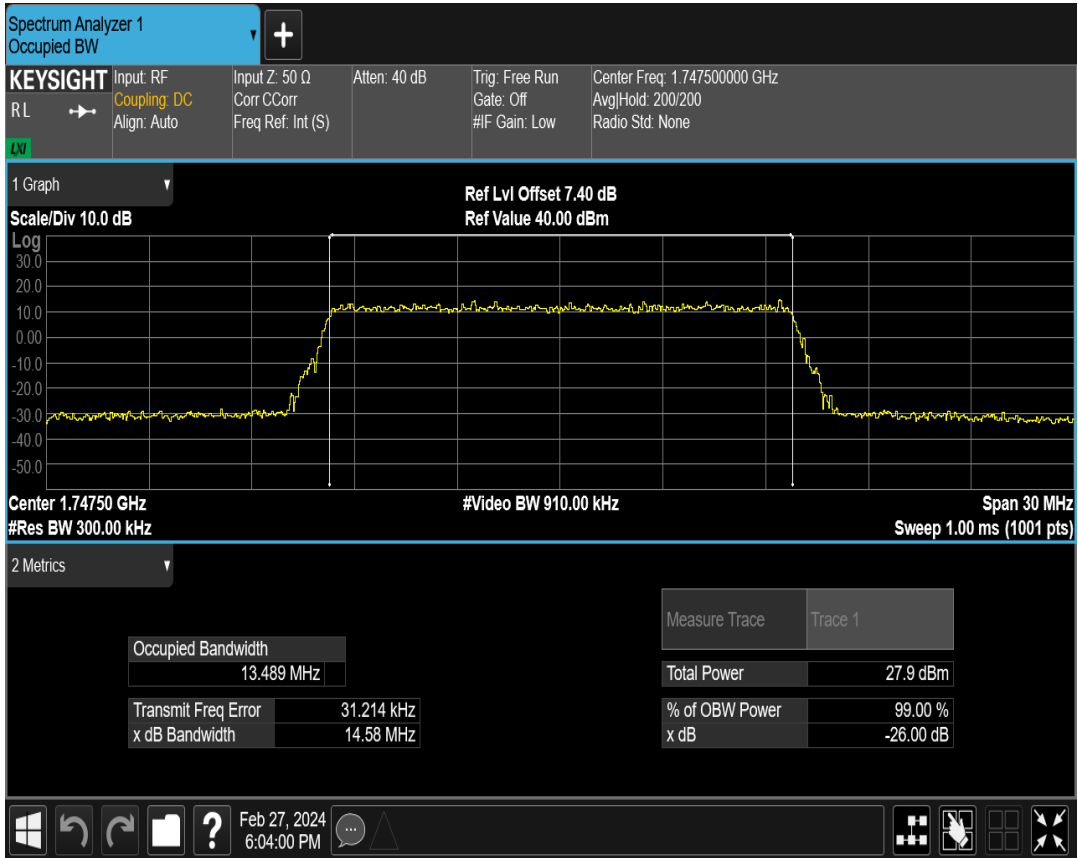 Spectrum Analyzer 1
Occupied BW
KEYSIGHT
RL
LXI
Input: RF
Coupling: DC
Align: Auto
Input Z: 50 Ω
Corr CCorr
Freq Ref: Int (S)
Atten: 40 dB
Trig: Free Run
Gate: Off
#IF Gain: Low
Center Freq: 1.747500000 GHz
Avg|Hold: 200/200
Radio Std: None
1 Graph
Scale/Div 10.0 dB
Ref Lvl Offset 7.40 dB
Ref Value 40.00 dBm
Log
30.0
20.0
10.0
0.00
-10.0
-20.0
-30.0
-40.0
-50.0
Center 1.74750 GHz
#Video BW 910.00 kHz
Span 30 MHz
#Res BW 300.00 kHz
Sweep 1.00 ms (1001 pts)
2 Metrics
Measure Trace Trace 1
Occupied Bandwidth
13.489 MHz
Total Power 27.9 dBm
Transmit Freq Error 31.214 kHz
% of OBW Power 99.00 %
x dB Bandwidth 14.58 MHz
x dB -26.00 dB
Feb 27, 2024
6:04:00 PM